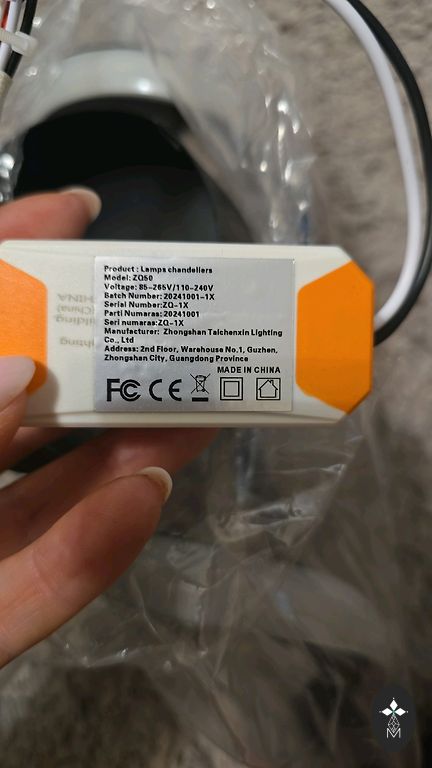 Product : Lamps chandeliers
Model: ZQ50
Voltage: 85-265V/110-240V
Batch Number: 20241001-1X
Serial Number: ZQ-1X
Parti Numaras: 20241001
Seri numaras: ZQ-1X
Manufacturer: Zhongshan Taichenxin Lighting
Co., Ltd
Address: 2nd Floor, Warehouse No.1, Guzhen,
Zhongshan City, Guangdong Province
MADE IN CHINA
FC CE
M